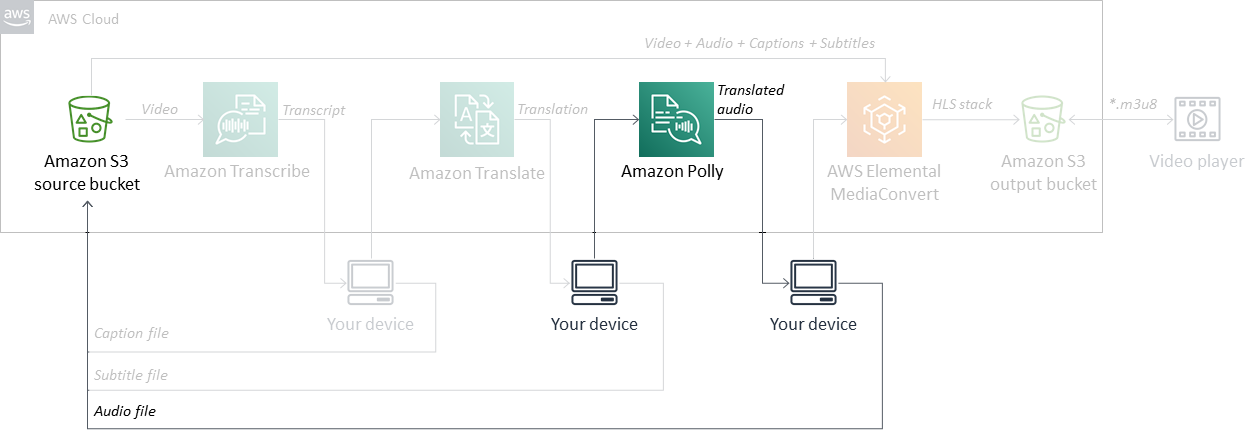 aws
AWS Cloud
Video + Audio + Captions + Subtitles
Video
Transcript
Translation
Translated
audio
HLS stack
*.m3u8
Amazon S3
source bucket
Amazon Transcribe
Amazon Translate
Amazon Polly
AWS Elemental
MediaConvert
Amazon S3
output bucket
Video player
Your device
Your device
Your device
Caption file
Subtitle file
Audio file
A
文